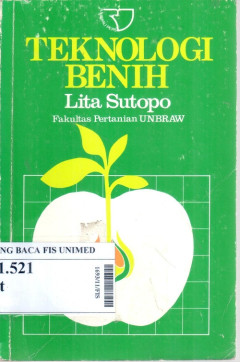 TEKNOLOGI
BENIH
Lita Sutopo
Fakultas Pertanian UNBRAW
NG BACA FIS UNIMED
1.521
t